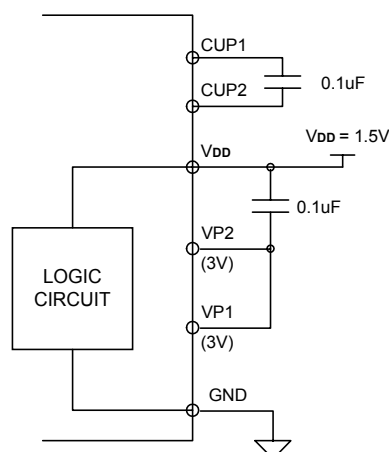 CUP1
CUP2
0.1uF
VDD
VDD = 1.5V
0.1uF
VP2
(3V)
LOGIC
CIRCUIT
VP1
(3V)
GND